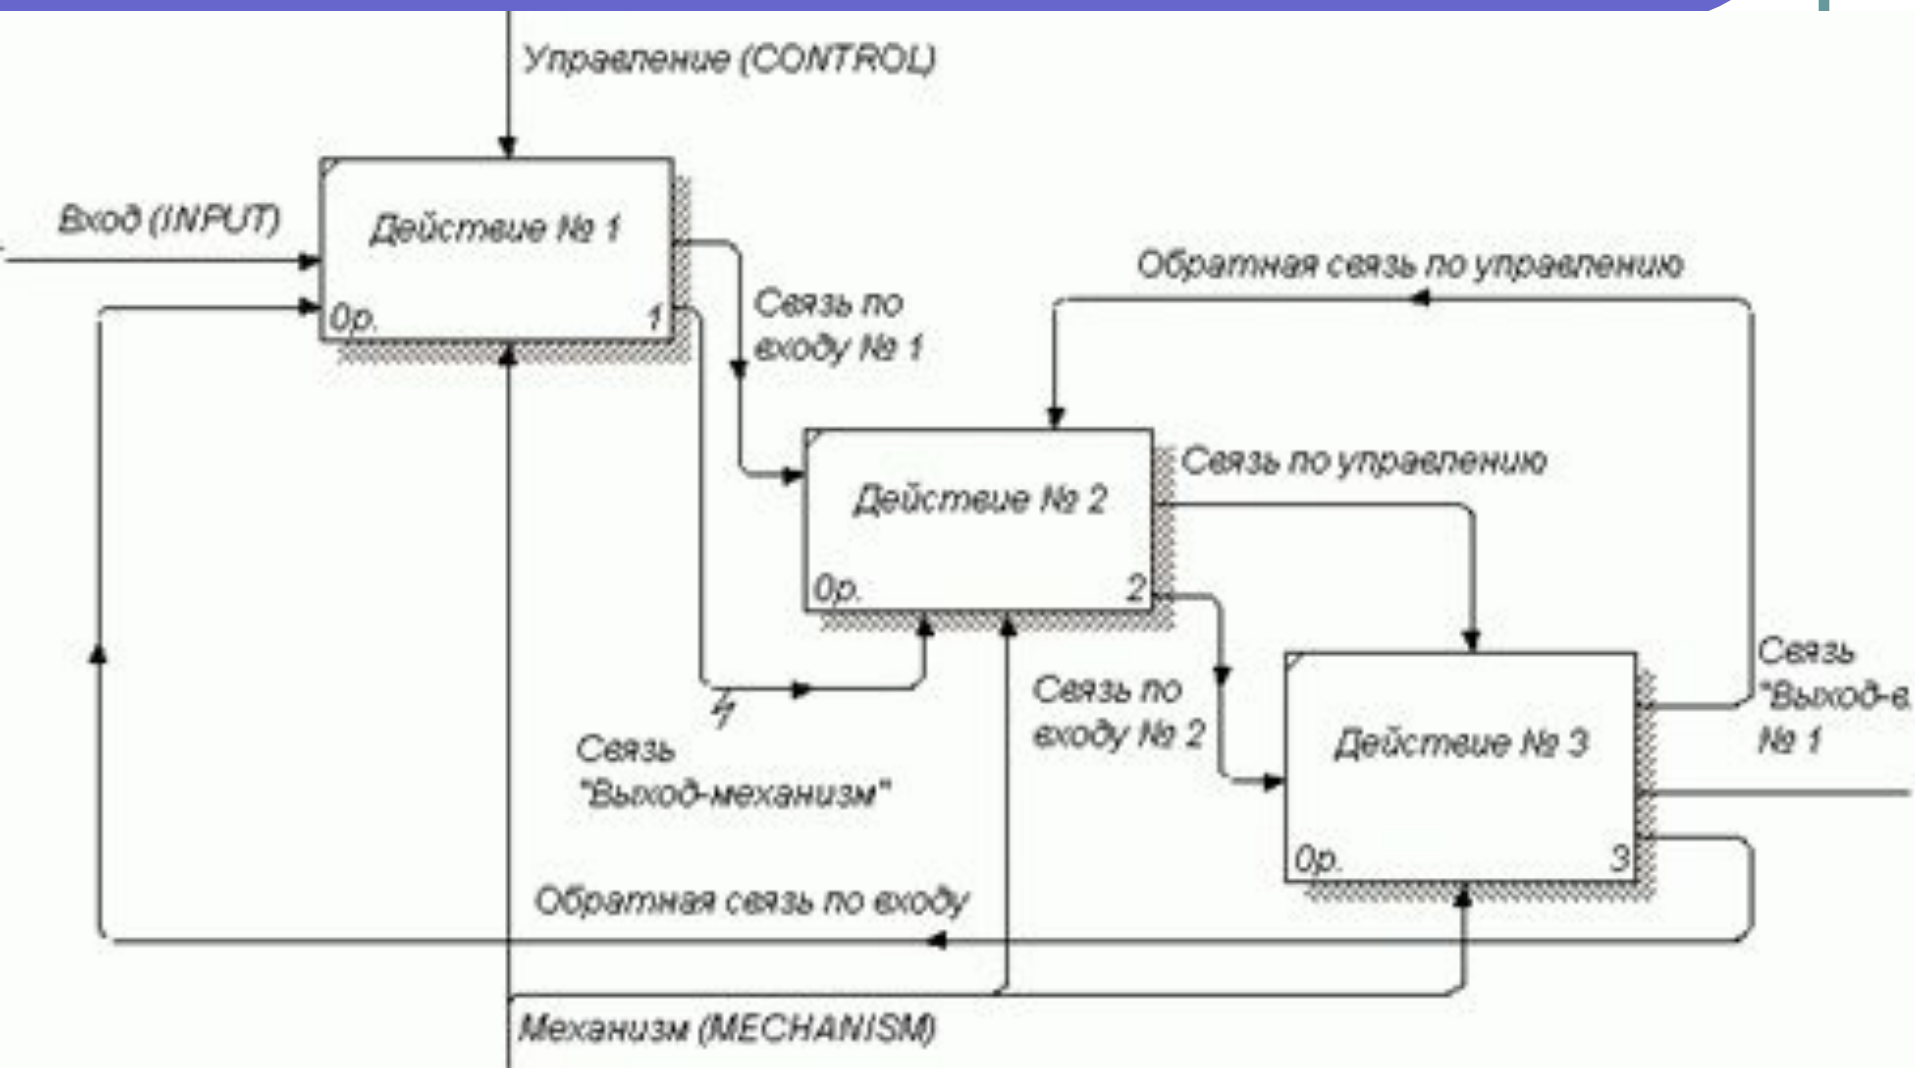 Управление (CONTROL)
Вход (INPUT)
Действие № 1
0р.
1
Связь по
входу № 1
Обратная связь по управлению
Действие № 2
0р.
2
Связь по управлению
Связь
"Выход-механизм"
Связь по
входу № 2
Действие № 3
0р.
3
Связь
"Выход-в
№ 1
Обратная связь по входу
Механизм (MECHANISM)